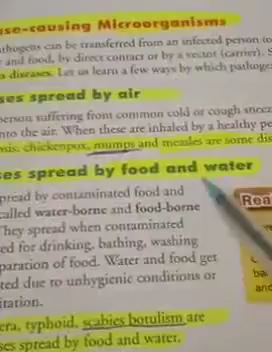 se-causing Microorganisms
athogens can be transferred from an infected person to
and food, by direct contact or by a vector (carrier). S
diseases. Let us learn a few ways by which pathoge
ses spread by air
person suffering from common cold or cough sneez
nto the air. When these are inhaled by a healthy pe
chickenpox, mumps and measles are some dis
ses spread by food and water
pread by contaminated food and
called water-borne and food-borne
They spread when contaminated
ed for drinking, bathing, washing
paration of food. Water and food get
ted due to unhygienic conditions or
itation.
era, typhoid, scabies botulism are
ses spread by food and water.
Rea
ba
and